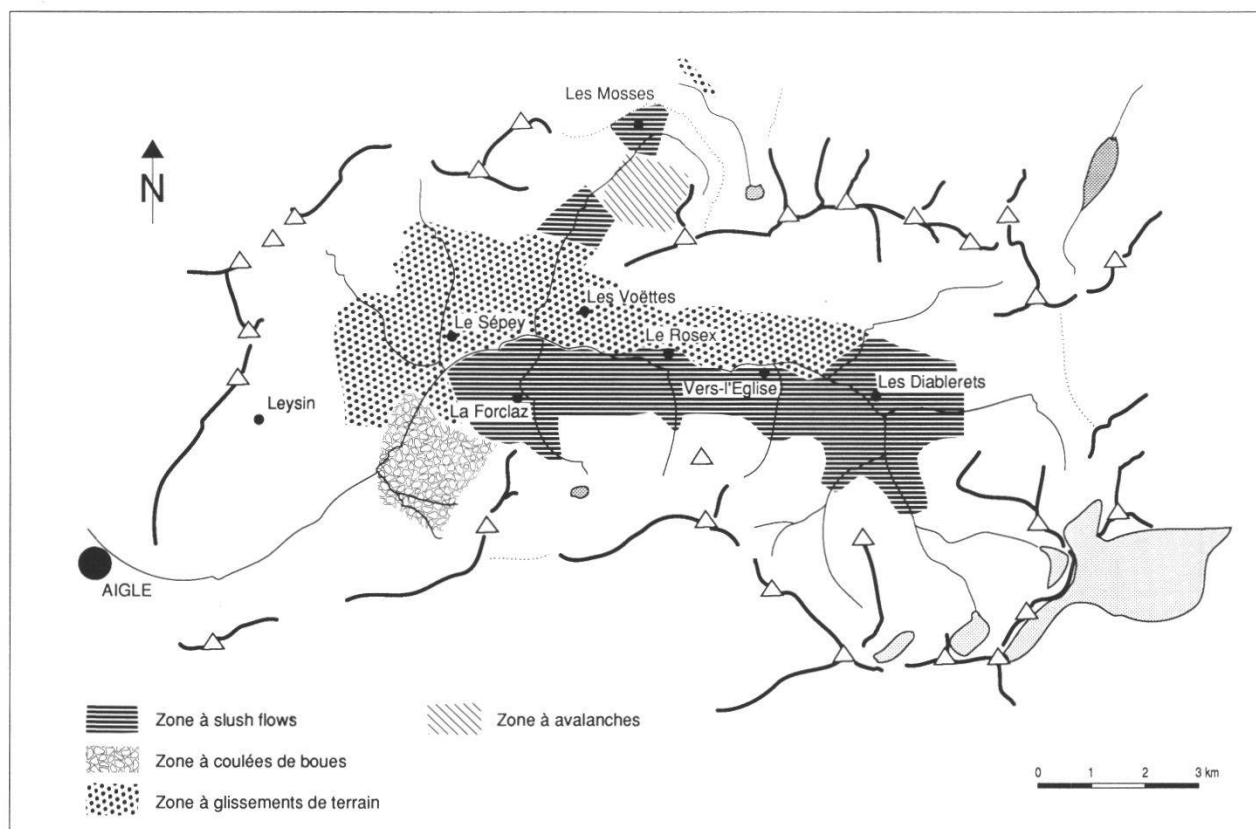 Les Mosses
N
Les Voëttes
Le Sépey
Le Rosex
Vers-l'Eglise
Les Diablerets
Leysin
La Forclaz
AIGLE
Zone à slush flows
Zone à avalanches
Zone à coulées de boues
Zone à glissements de terrain
0 1 2 3 km